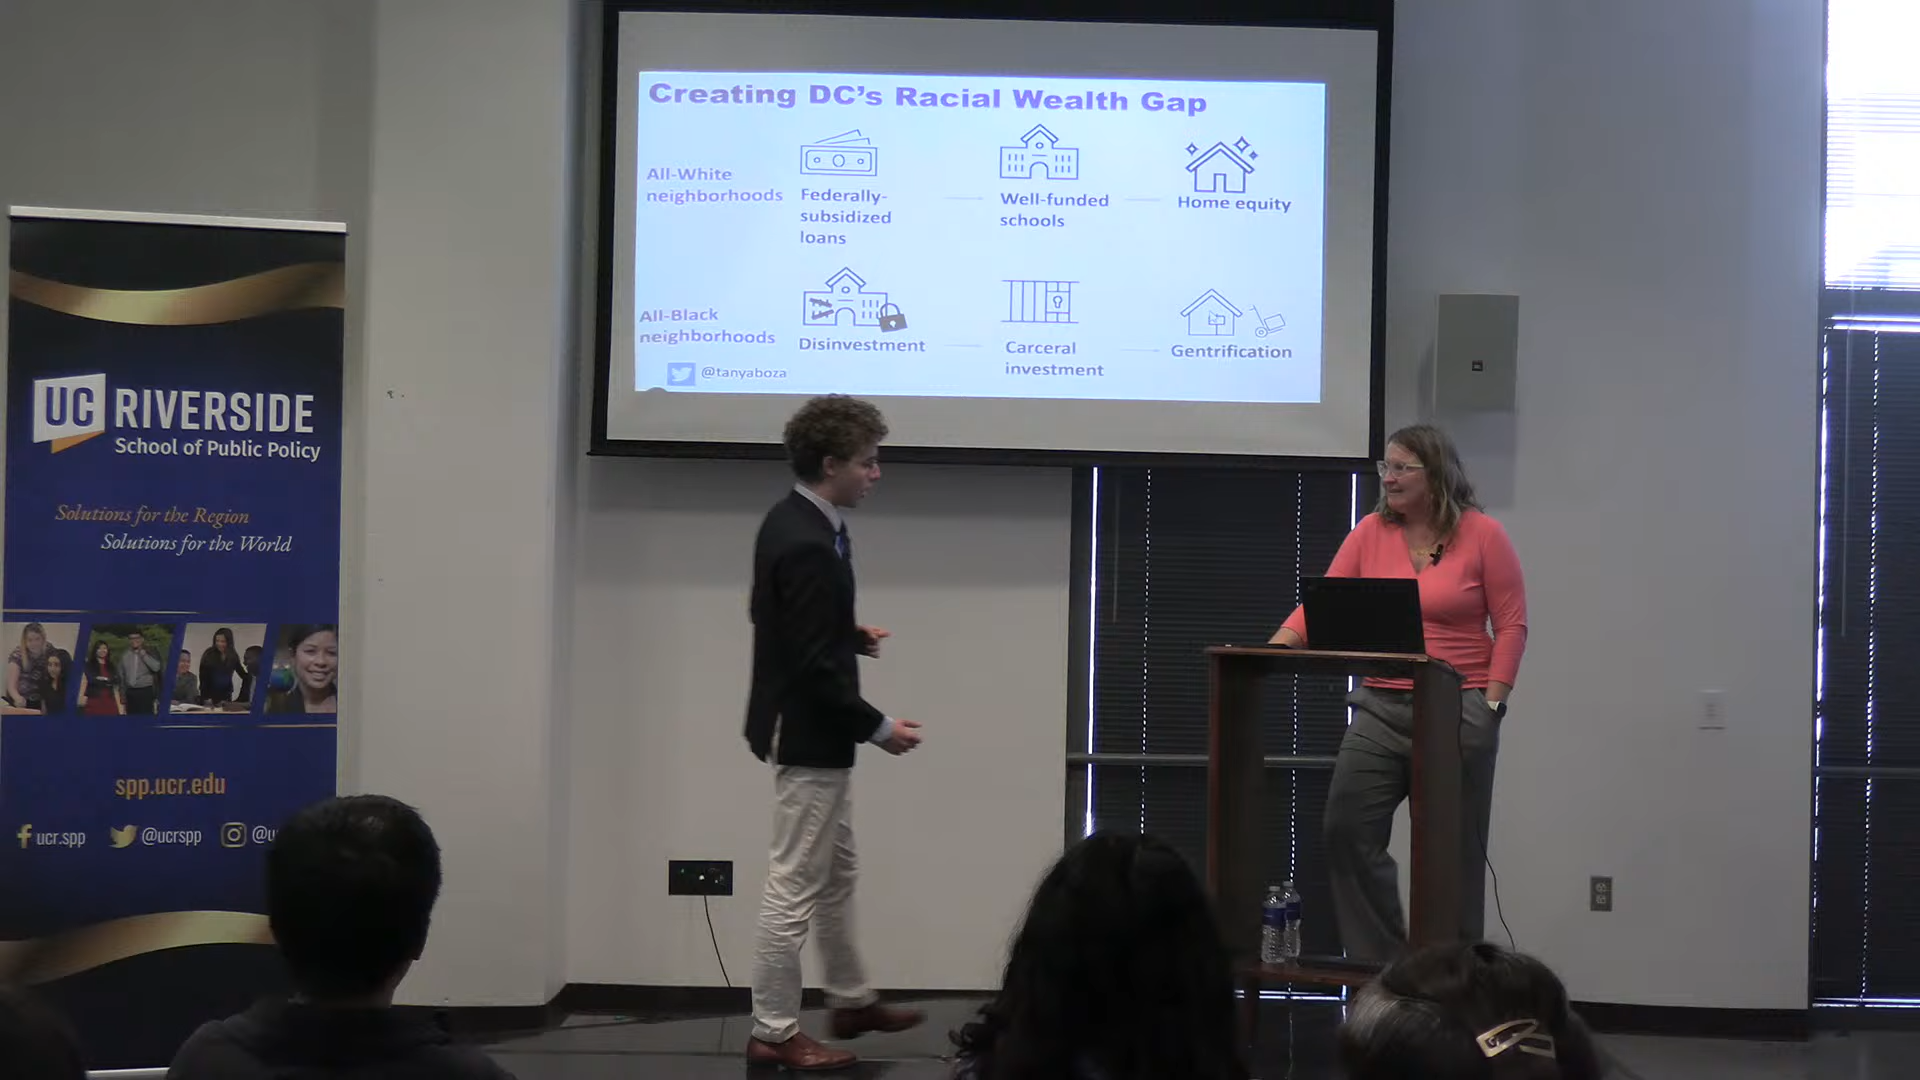 Creating DC's Racial Wealth Gap
All-White
neighborhoods
Federally-
subsidized
loans
Well-funded
schools
Home equity
All-Black
neighborhoods
Disinvestment
Carceral
investment
Gentrification
@tanyaboza
UC RIVERSIDE
School of Public Policy
Solutions for the Region
Solutions for the World
spp.ucr.edu
ucr.spp
@ucrspp
@u